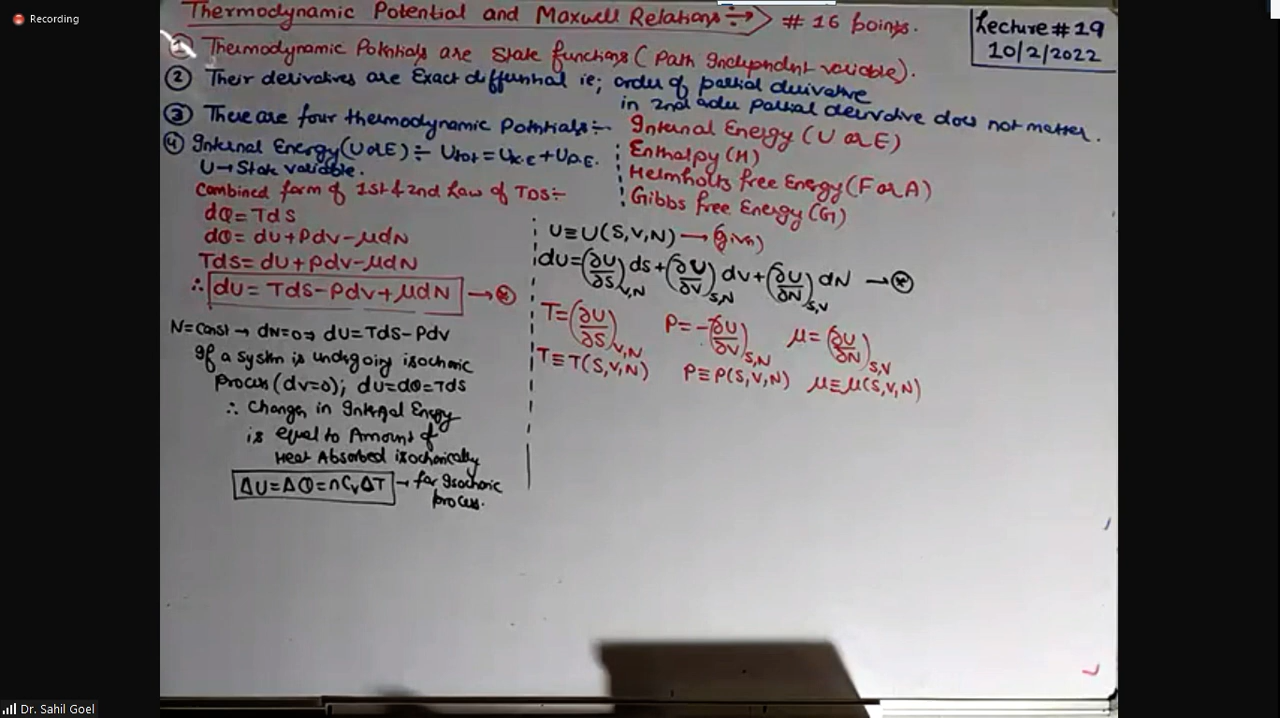 Recording
Thermodynamic Potential and Maxwell Relations ÷→ # 16 points.
Lecture # 19
10/2/2022
① Thermodynamic Potentials are State functions (Path Independent variable).
② Their derivatives are Exact differential ie; order of partial derivative
in 2nd order partial derivative does not matter.
③ There are four thermodynamic Potentials:-
Internal Energy (U or E)
Enthalpy (H)
Helmholts free Energy (F or A)
Gibbs free Energy (G)
④ Internal Energy (U or E) ÷ Utot = UK.E + UP.E.
U → State variable.
Combined form of 1st & 2nd Law of TDS:-
dQ = TdS
dQ = dU + PdV - μdN
TdS = dU + PdV - μdN
∴ dU = TdS - PdV + μdN → ⊛
N = Const → dN = 0 ⇒ dU = TdS - PdV
If a system is undergoing isochoric
process (dV = 0); dU = dQ = TdS
∴ Changes in Integal Energy
is equal to Amount of
Heat Absorbed isochorically
ΔU = ΔQ = nCvΔT → for Isochoric
process.
U ≡ U(S,V,N) → (given)
dU = (∂U/∂S)V,N dS + (∂U/∂V)S,N dV + (∂U/∂N)S,V dN → ⊛
T = (∂U/∂S)V,N P = -(∂U/∂V)S,N μ = (∂U/∂N)S,V
T ≡ T(S,V,N) P ≡ P(S,V,N) μ ≡ μ(S,V,N)
Dr. Sahil Goel